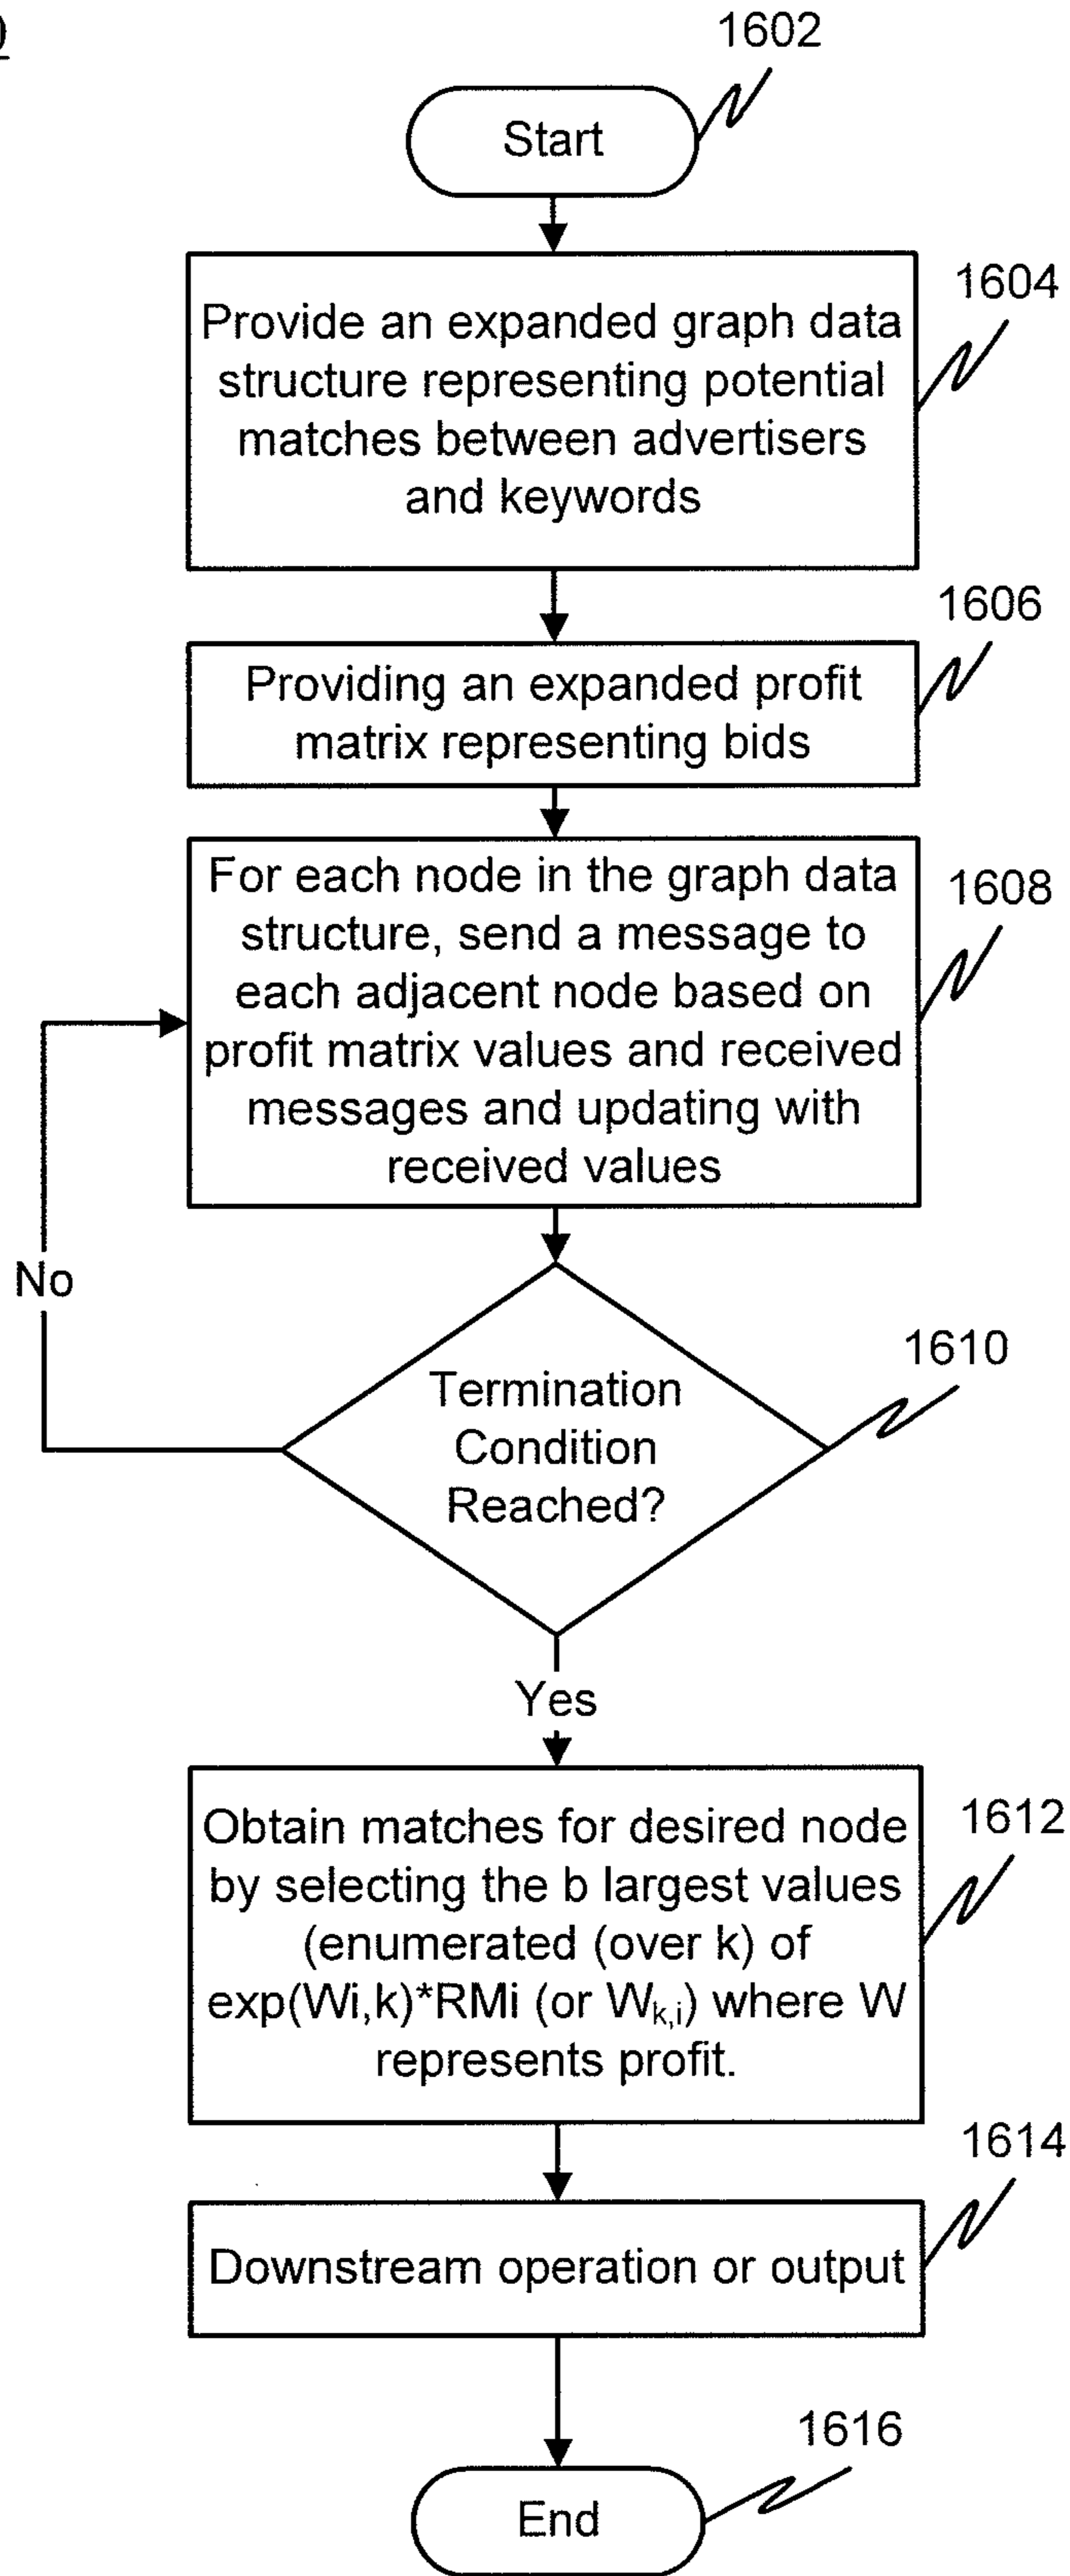 1602
Start
1604
Provide an expanded graph data
structure representing potential
matches between advertisers
and keywords
1606
Providing an expanded profit
matrix representing bids
1608
For each node in the graph data
structure, send a message to
each adjacent node based on
profit matrix values and received
messages and updating with
received values
No
1610
Termination
Condition
Reached?
Yes
1612
Obtain matches for desired node
by selecting the b largest values
(enumerated (over k) of
exp(Wi,k)*RMi (or Wk,i) where W
represents profit.
1614
Downstream operation or output
1616
End